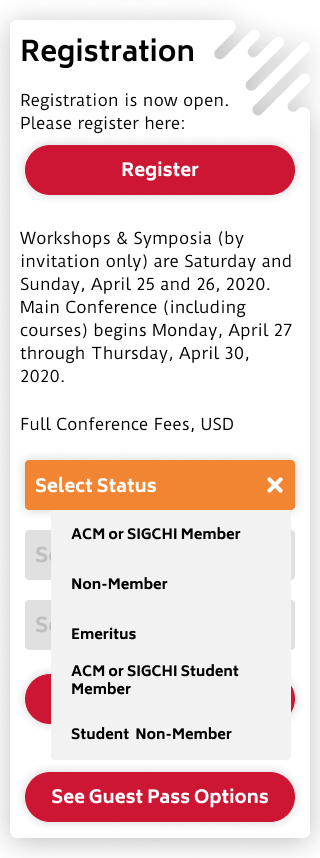 Registration
Registration is now open.
Please register here:
Register
Workshops & Symposia (by
invitation only) are Saturday and
Sunday, April 25 and 26, 2020.
Main Conference (including
courses) begins Monday, April 27
through Thursday, April 30,
2020.
Full Conference Fees, USD
Select Status
ACM or SIGCHI Member
Non-Member
Emeritus
ACM or SIGCHI Student
Member
Student Non-Member
See Guest Pass Options